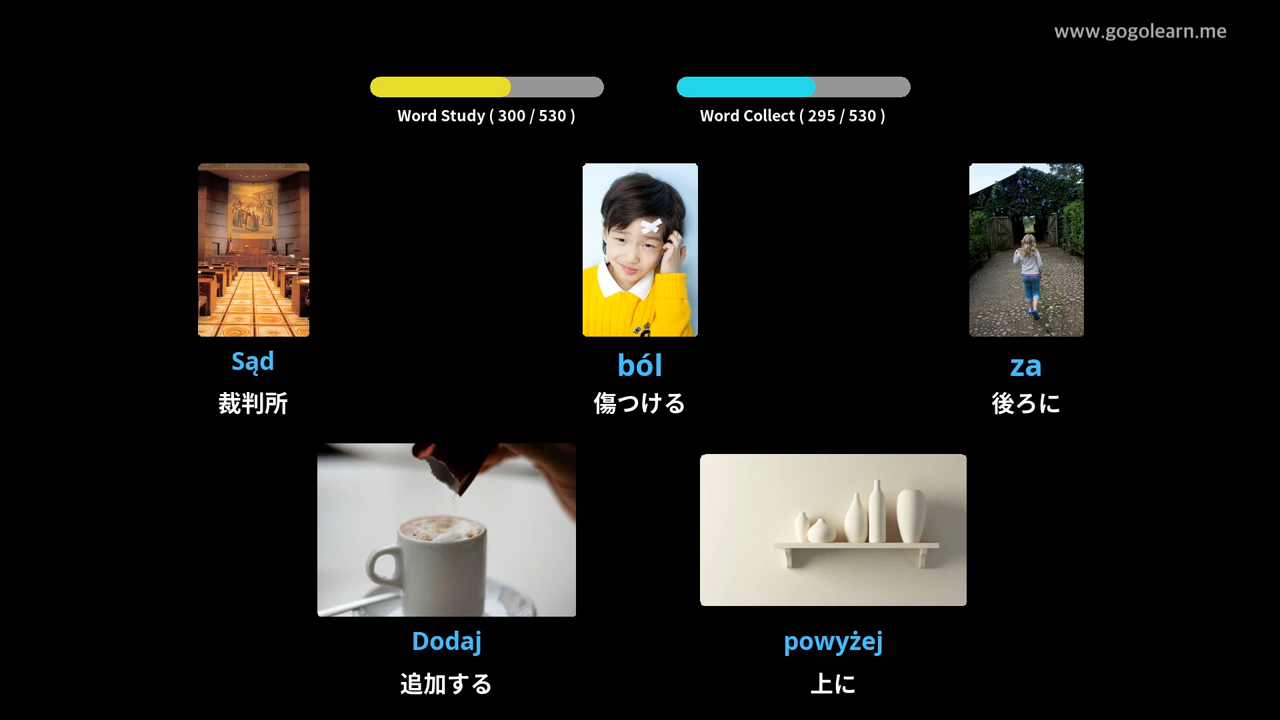 www.gogolearn.me
Word Study ( 300 / 530 )
Word Collect ( 295 / 530 )
Sąd
ból
za
裁判所
傷つける
後ろに
Dodaj
powyżej
追加する
上に